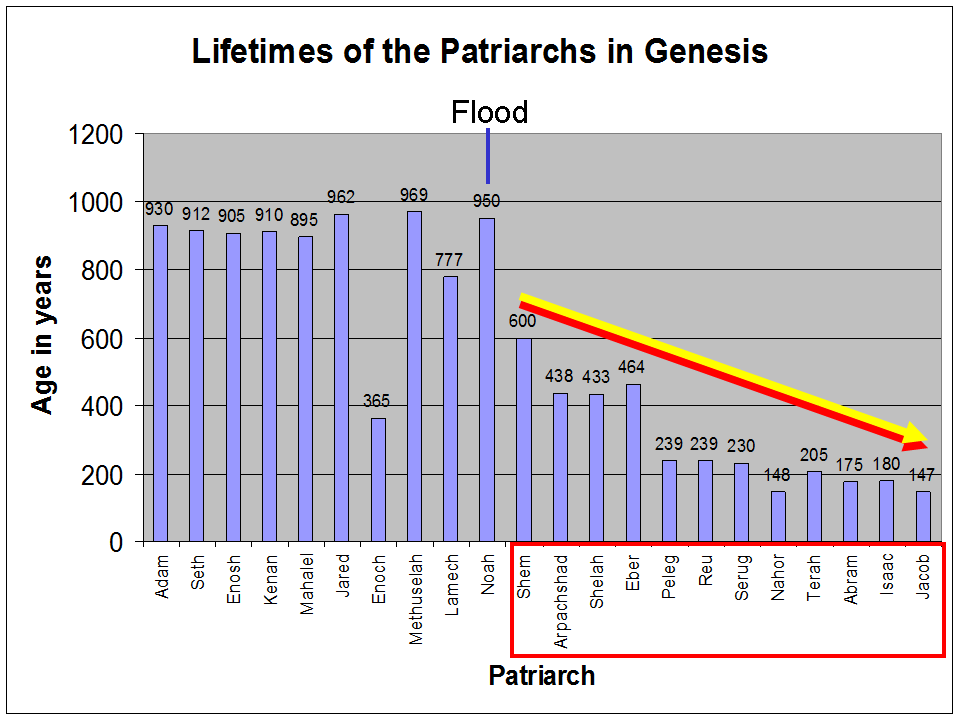 Lifetimes of the Patriarchs in Genesis
Flood
Age in years
1200
1000
800
600
400
200
0
930
912
905
910
895
962
365
969
777
950
600
438
433
464
239
239
230
148
205
175
180
147
Adam
Seth
Enosh
Kenan
Mahalel
Jared
Enoch
Methuselah
Lamech
Noah
Shem
Arpachshad
Shelah
Eber
Peleg
Reu
Serug
Nahor
Terah
Abram
Isaac
Jacob
Patriarch